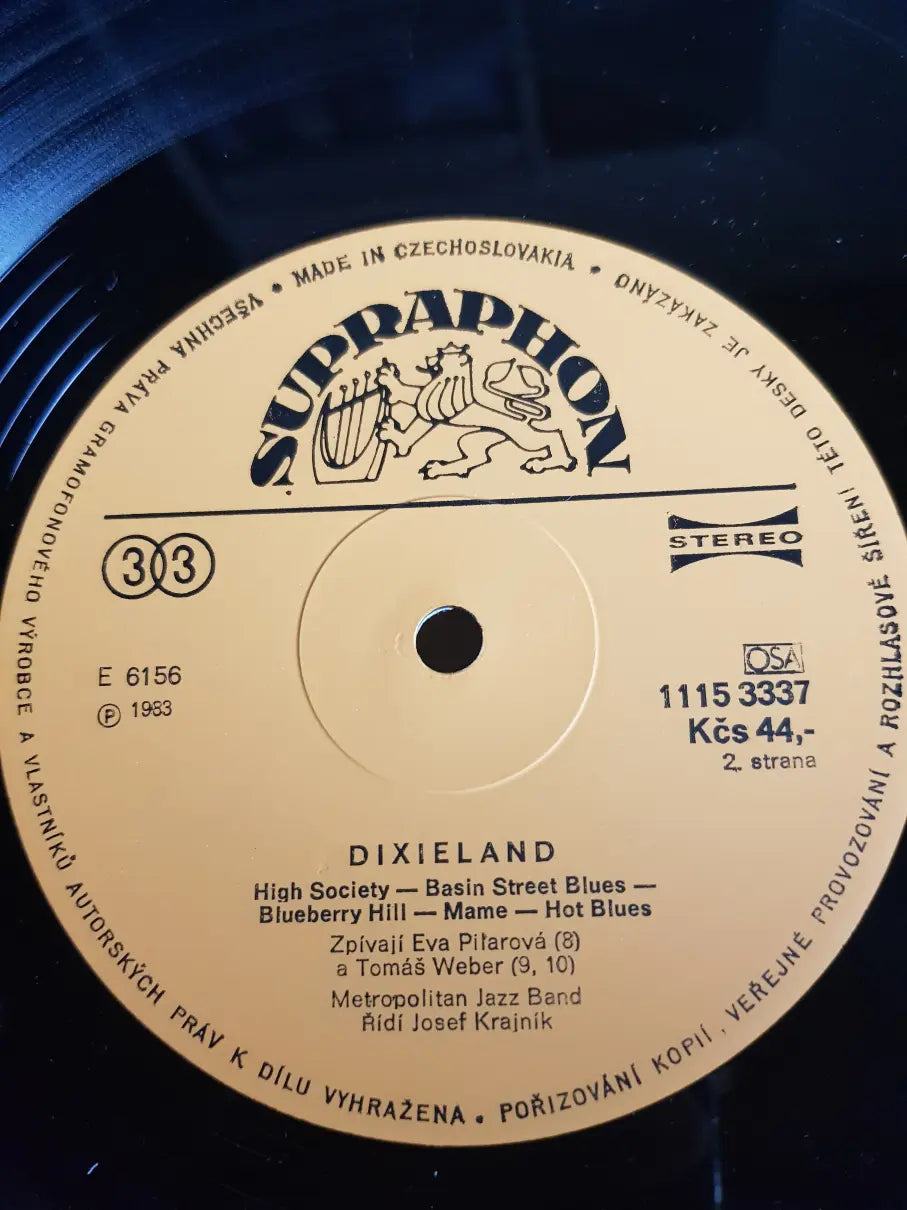 VŠECHNA PRÁVA GRAMOFONOVÉHO VÝROBCE A VLASTNÍKŮ AUTORSKÝCH PRÁV K DÍLU VYHRAŽENA • POŘIZOVÁNÍ KOPIÍ, VEŘEJNÉ PROVOZOVÁNÍ A ROZHLASOVÉ ŠÍŘENÍ TÉTO DESKY JE ZAKÁZÁNO • MADE IN CZECHOSLOVAKIA •
SUPRAPHON
33
STEREO
E 6156
Ⓟ 1983
OSA
1115 3337
Kčs 44,-
2. strana
DIXIELAND
High Society — Basin Street Blues —
Blueberry Hill — Mame — Hot Blues
Zpívají Eva Pilarová (8)
a Tomáš Weber (9, 10)
Metropolitan Jazz Band
Řídí Josef Krajník